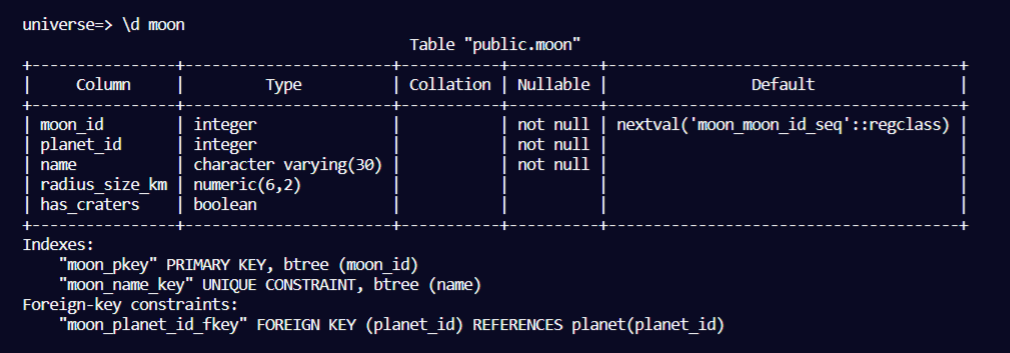 universe=> \d moon
                                          Table "public.moon"
+----------------+-----------------------+-----------+----------+---------------------------------------+
|     Column     |         Type          | Collation | Nullable |                Default                |
+----------------+-----------------------+-----------+----------+---------------------------------------+
| moon_id        | integer               |           | not null | nextval('moon_moon_id_seq'::regclass) |
| planet_id      | integer               |           | not null |                                       |
| name           | character varying(30) |           | not null |                                       |
| radius_size_km | numeric(6,2)          |           |          |                                       |
| has_craters    | boolean               |           |          |                                       |
+----------------+-----------------------+-----------+----------+---------------------------------------+
Indexes:
    "moon_pkey" PRIMARY KEY, btree (moon_id)
    "moon_name_key" UNIQUE CONSTRAINT, btree (name)
Foreign-key constraints:
    "moon_planet_id_fkey" FOREIGN KEY (planet_id) REFERENCES planet(planet_id)